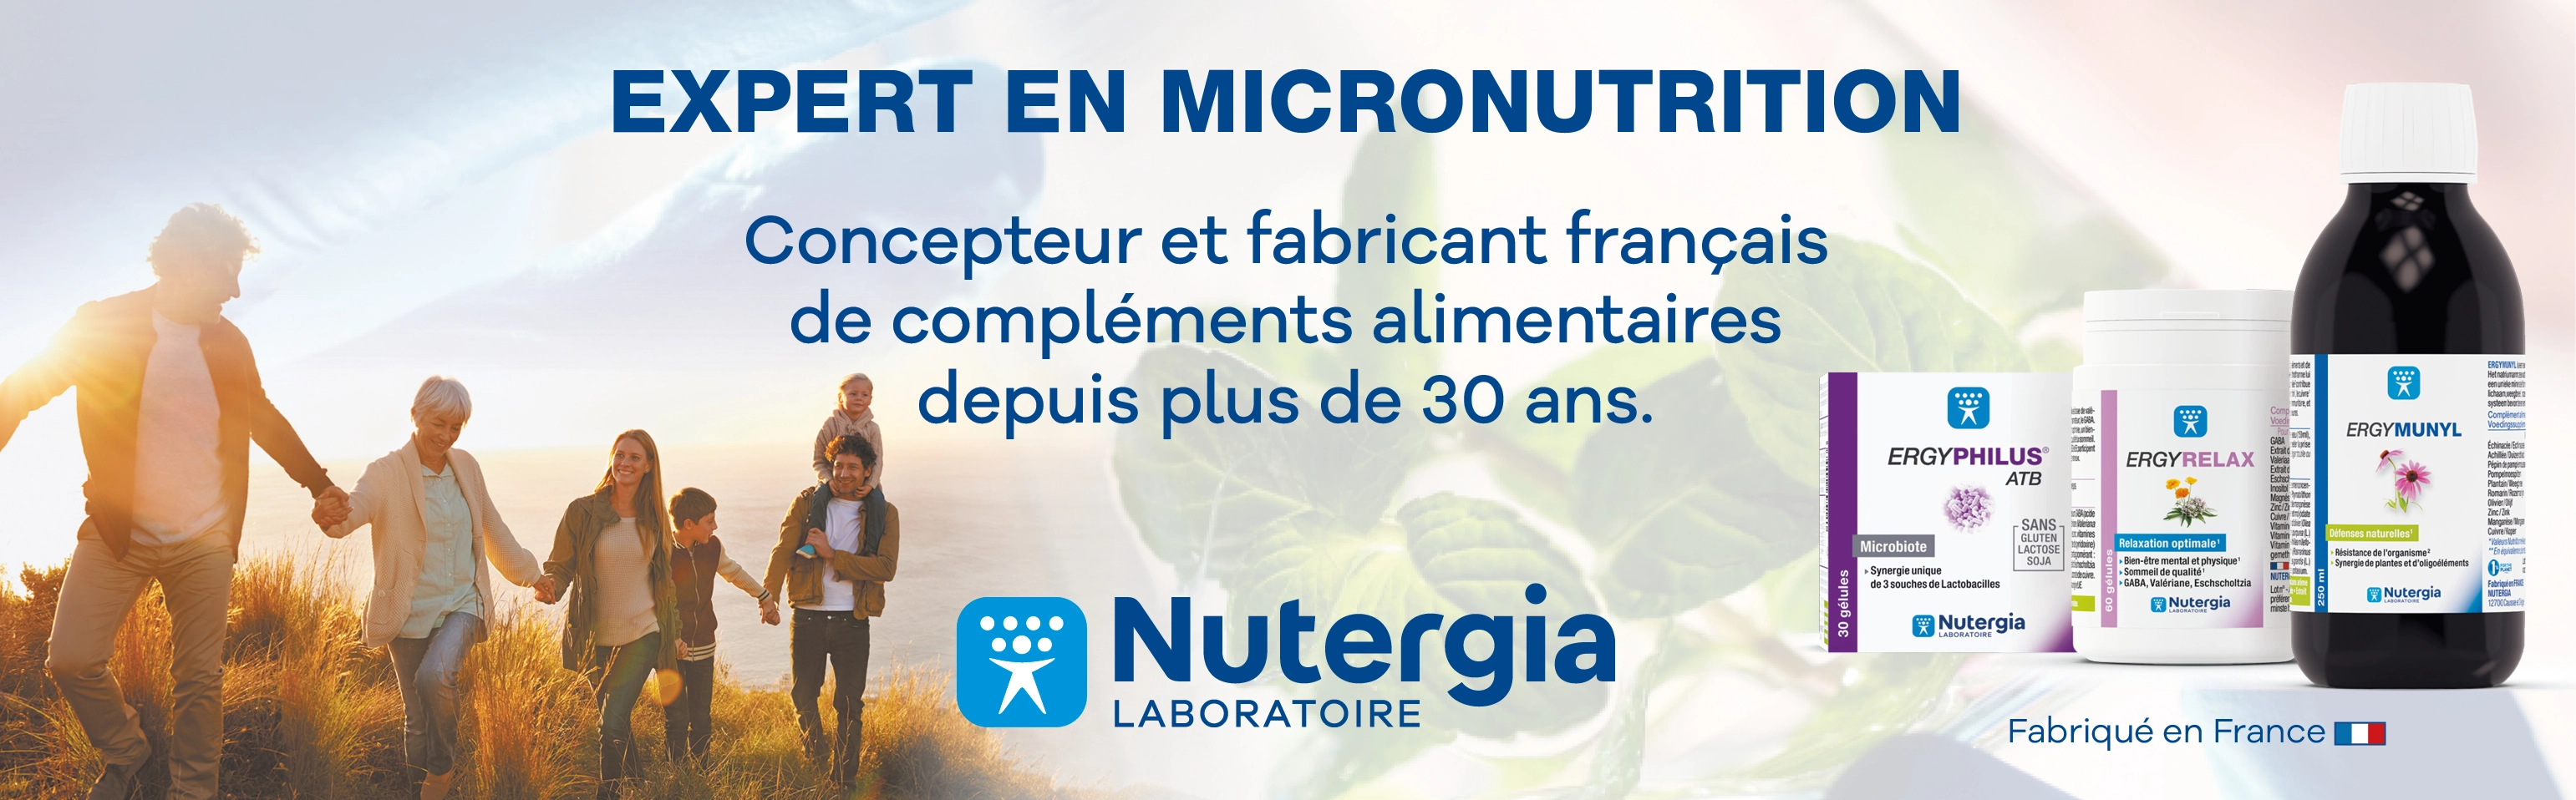 EXPERT EN MICRONUTRITION
Concepteur et fabricant français
de compléments alimentaires
depuis plus de 30 ans.
Nutergia
LABORATOIRE
ERGYPHILUS®
ATB
SANS
GLUTEN
LACTOSE
SOJA
Microbiote
Synergie unique
de 3 souches de Lactobacilles
30 gélules
Nutergia
LABORATOIRE
ERGYRELAX
Relaxation optimale¹
Bien-être mental et physique¹
Sommeil de qualité¹
GABA, Valériane, Eschscholtzia
60 gélules
Nutergia
LABORATOIRE
ERGYMUNYL
Défenses naturelles¹
Résistance de l'organisme²
Synergie de plantes et d'oligoéléments
250 ml
Nutergia
LABORATOIRE
Fabriqué en France